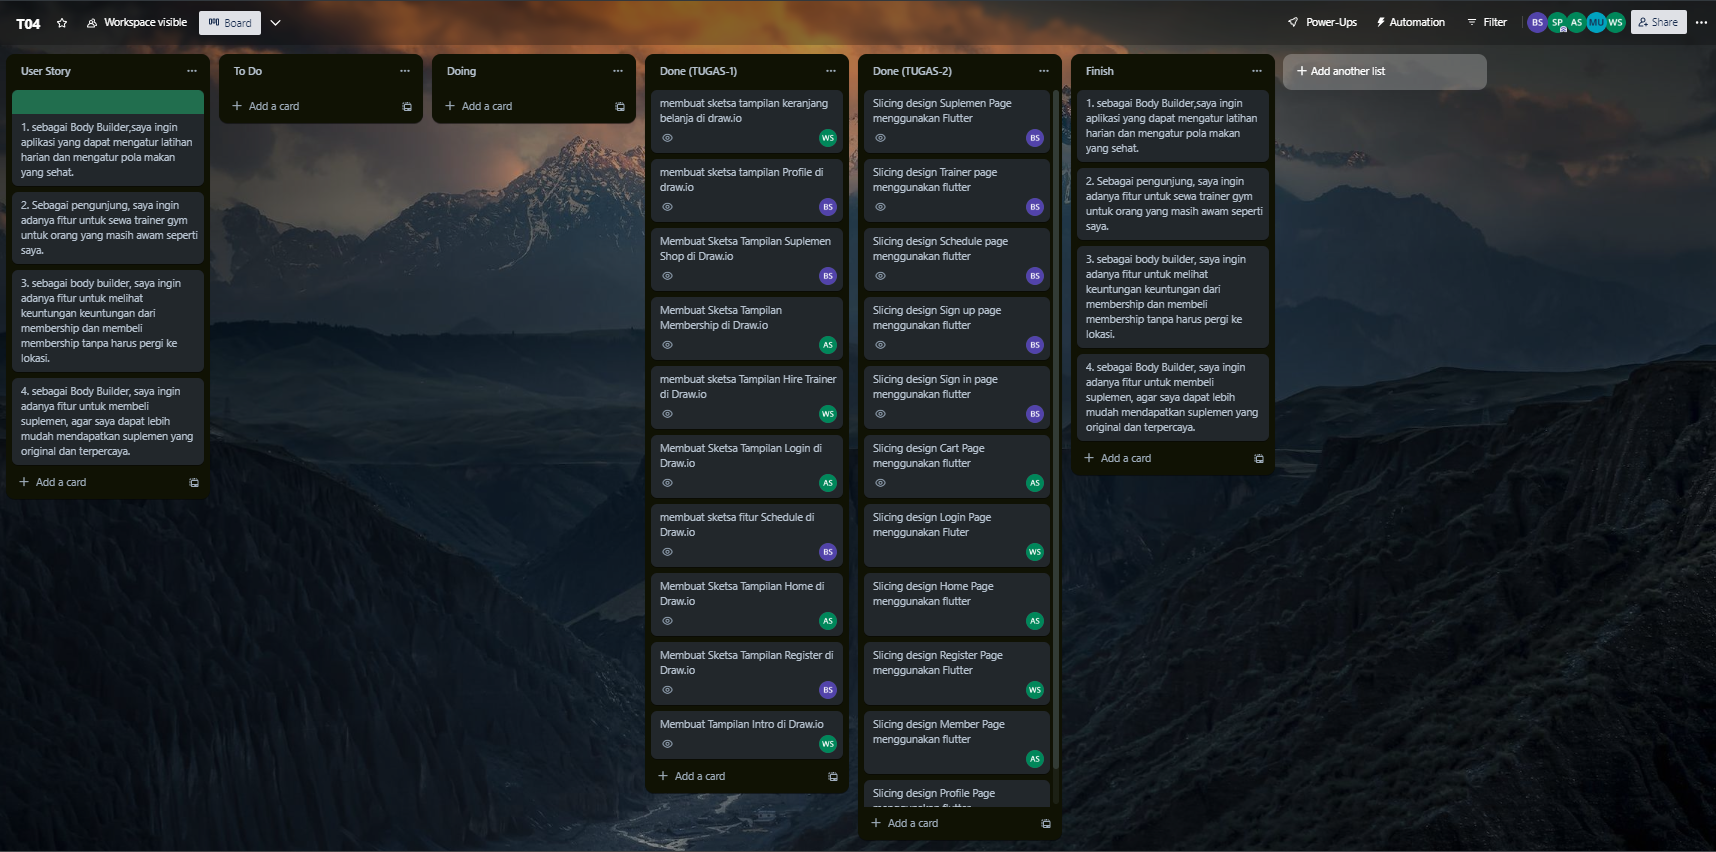 T04
Workspace visible
Board
Power-Ups
Automation
Filter
BS
SP
AS
MU
WS
Share
User Story
1. sebagai Body Builder,saya ingin
aplikasi yang dapat mengatur latihan
harian dan mengatur pola makan
yang sehat.
2. Sebagai pengunjung, saya ingin
adanya fitur untuk sewa trainer gym
untuk orang yang masih awam seperti
saya.
3. sebagai body builder, saya ingin
adanya fitur untuk melihat
keuntungan keuntungan dari
membership dan membeli
membership tanpa harus pergi ke
lokasi.
4. sebagai Body Builder, saya ingin
adanya fitur untuk membeli
suplemen, agar saya dapat lebih
mudah mendapatkan suplemen yang
original dan terpercaya.
+ Add a card
To Do
+ Add a card
Doing
+ Add a card
Done (TUGAS-1)
membuat sketsa tampilan keranjang
belanja di draw.io
WS
membuat sketsa tampilan Profile di
draw.io
BS
Membuat Sketsa Tampilan Suplemen
Shop di Draw.io
BS
Membuat Sketsa Tampilan
Membership di Draw.io
AS
membuat sketsa Tampilan Hire Trainer
di Draw.io
WS
Membuat Sketsa Tampilan Login di
Draw.io
AS
membuat sketsa fitur Schedule di
Draw.io
BS
Membuat Sketsa Tampilan Home di
Draw.io
AS
Membuat Sketsa Tampilan Register di
Draw.io
BS
Membuat Tampilan Intro di Draw.io
WS
+ Add a card
Done (TUGAS-2)
Slicing design Suplemen Page
menggunakan Flutter
BS
Slicing design Trainer page
menggunakan flutter
BS
Slicing design Schedule page
menggunakan flutter
BS
Slicing design Sign up page
menggunakan flutter
BS
Slicing design Sign in page
menggunakan flutter
BS
Slicing design Cart Page
menggunakan flutter
AS
Slicing design Login Page
menggunakan Fluter
WS
Slicing design Home Page
menggunakan flutter
AS
Slicing design Register Page
menggunakan Flutter
WS
Slicing design Member Page
menggunakan flutter
AS
Slicing design Profile Page
+ Add a card
Finish
1. sebagai Body Builder,saya ingin
aplikasi yang dapat mengatur latihan
harian dan mengatur pola makan
yang sehat.
2. Sebagai pengunjung, saya ingin
adanya fitur untuk sewa trainer gym
untuk orang yang masih awam seperti
saya.
3. sebagai body builder, saya ingin
adanya fitur untuk melihat
keuntungan keuntungan dari
membership dan membeli
membership tanpa harus pergi ke
lokasi.
4. sebagai Body Builder, saya ingin
adanya fitur untuk membeli
suplemen, agar saya dapat lebih
mudah mendapatkan suplemen yang
original dan terpercaya.
+ Add a card
+ Add another list